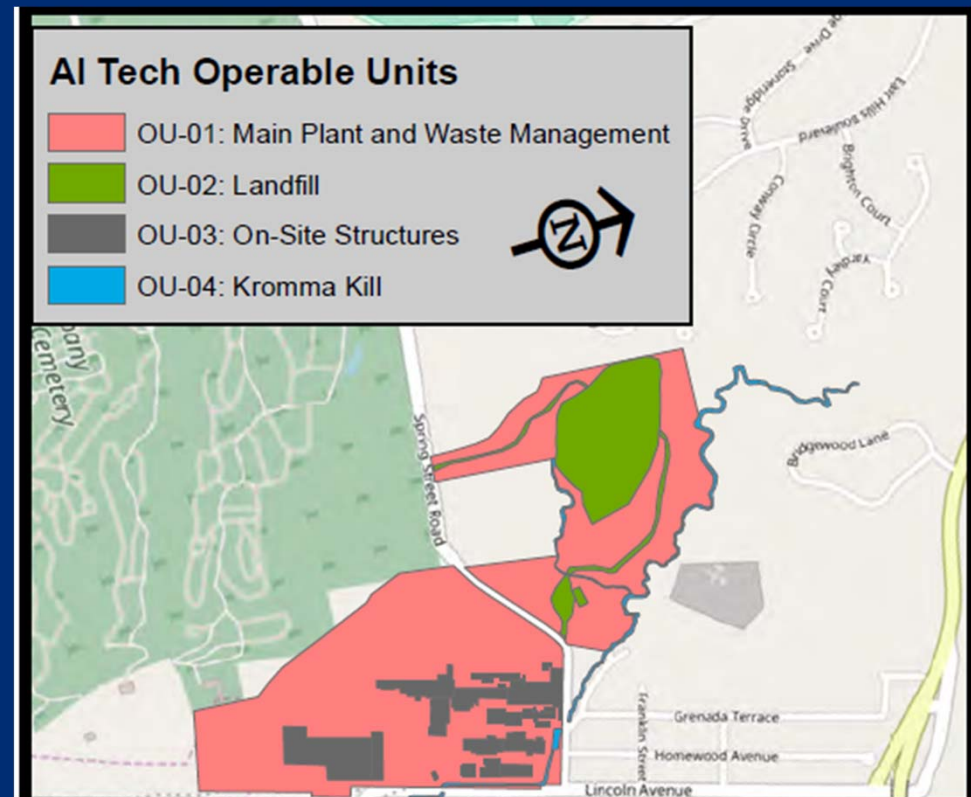 Al Tech Operable Units
OU-01: Main Plant and Waste Management
OU-02: Landfill
OU-03: On-Site Structures
OU-04: Kromma Kill
N
Stoneridge Drive
East Hills Boulevard
Brighton Court
Conway Circle
Yardley Court
bany
Cemetery
Spring Street Road
Bridgewood Lane
Franklin Street
Grenada Terrace
Homewood Avenue
Lincoln Avenue